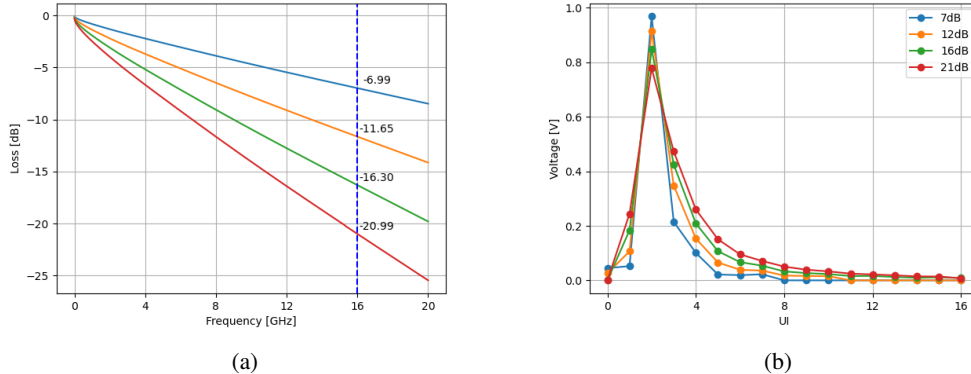 0
−5
−10
−15
−20
−25
Loss [dB]
-6.99
-11.65
-16.30
-20.99
0 4 8 12 16 20
Frequency [GHz]
(a)
1.0
0.8
0.6
0.4
0.2
0.0
Voltage [V]
7dB
12dB
16dB
21dB
0 4 8 12 16
UI
(b)